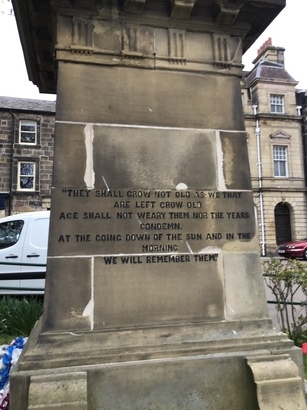 "THEY SHALL GROW NOT OLD AS WE THAT
ARE LEFT GROW OLD
AGE SHALL NOT WEARY THEM NOR THE YEARS
CONDEMN.
AT THE GOING DOWN OF THE SUN AND IN THE
MORNING
WE WILL REMEMBER THEM"